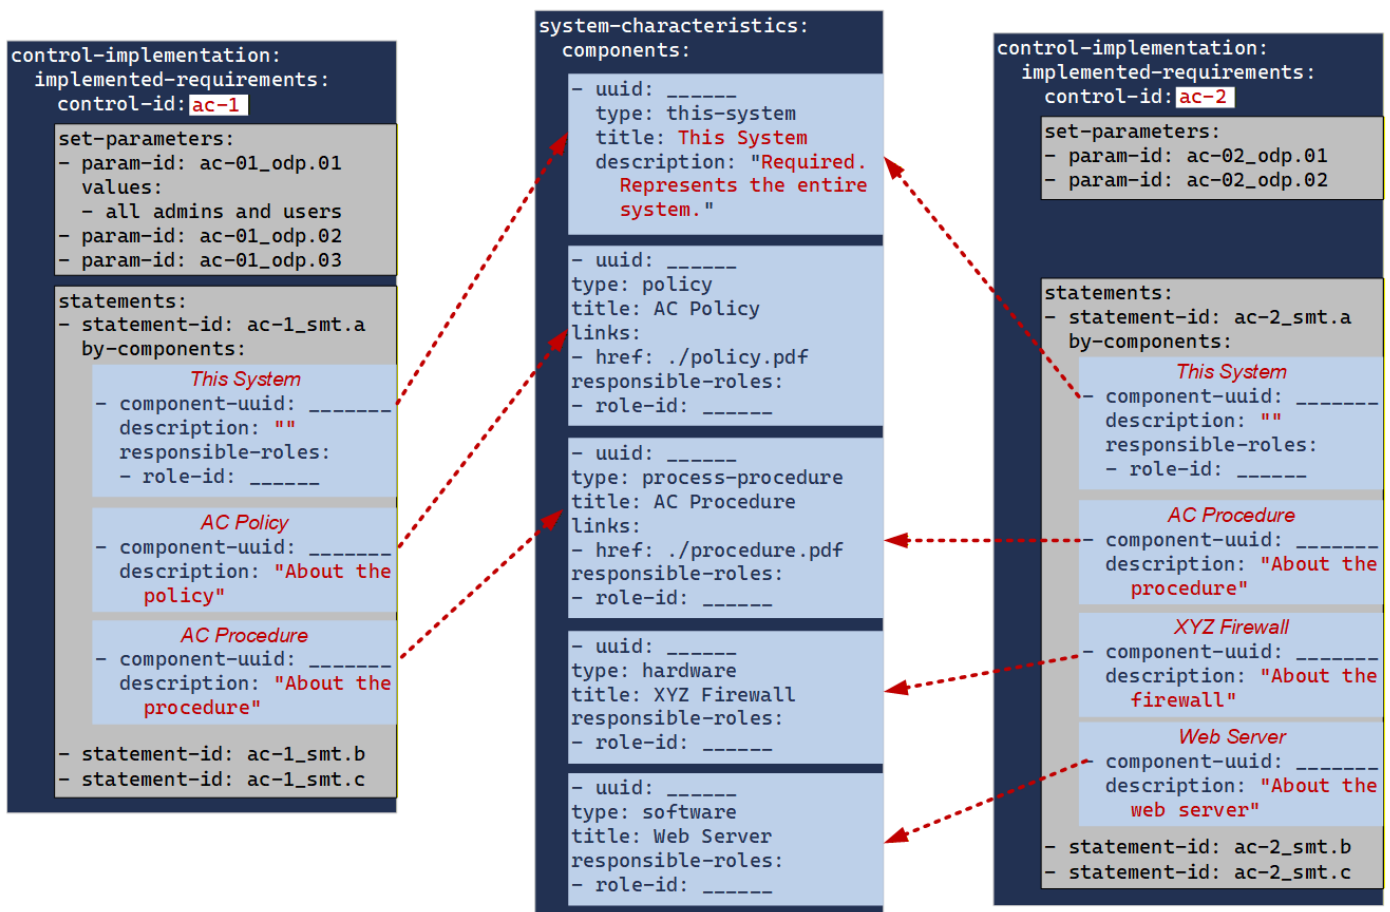 control-implementation:
implemented-requirements:
control-id: ac-1
set-parameters:
- param-id: ac-01_odp.01
values:
- all admins and users
- param-id: ac-01_odp.02
- param-id: ac-01_odp.03
statements:
- statement-id: ac-1_smt.a
by-components:
This System
- component-uuid: _______
description: ""
responsible-roles:
- role-id: ______
AC Policy
- component-uuid: _______
description: "About the
policy"
AC Procedure
- component-uuid: _______
description: "About the
procedure"
- statement-id: ac-1_smt.b
- statement-id: ac-1_smt.c
system-characteristics:
components:
- uuid: ______
type: this-system
title: This System
description: "Required.
Represents the entire
system."
- uuid: ______
type: policy
title: AC Policy
links:
- href: ./policy.pdf
responsible-roles:
- role-id: ______
- uuid: ______
type: process-procedure
title: AC Procedure
links:
- href: ./procedure.pdf
responsible-roles:
- role-id: ______
- uuid: ______
type: hardware
title: XYZ Firewall
responsible-roles:
- role-id: ______
- uuid: ______
type: software
title: Web Server
responsible-roles:
- role-id: ______
control-implementation:
implemented-requirements:
control-id: ac-2
set-parameters:
- param-id: ac-02_odp.01
- param-id: ac-02_odp.02
statements:
- statement-id: ac-2_smt.a
by-components:
This System
- component-uuid: _______
description: ""
responsible-roles:
- role-id: ______
AC Procedure
- component-uuid: _______
description: "About the
procedure"
XYZ Firewall
- component-uuid: _______
description: "About the
firewall"
Web Server
- component-uuid: _______
description: "About the
web server"
- statement-id: ac-2_smt.b
- statement-id: ac-2_smt.c